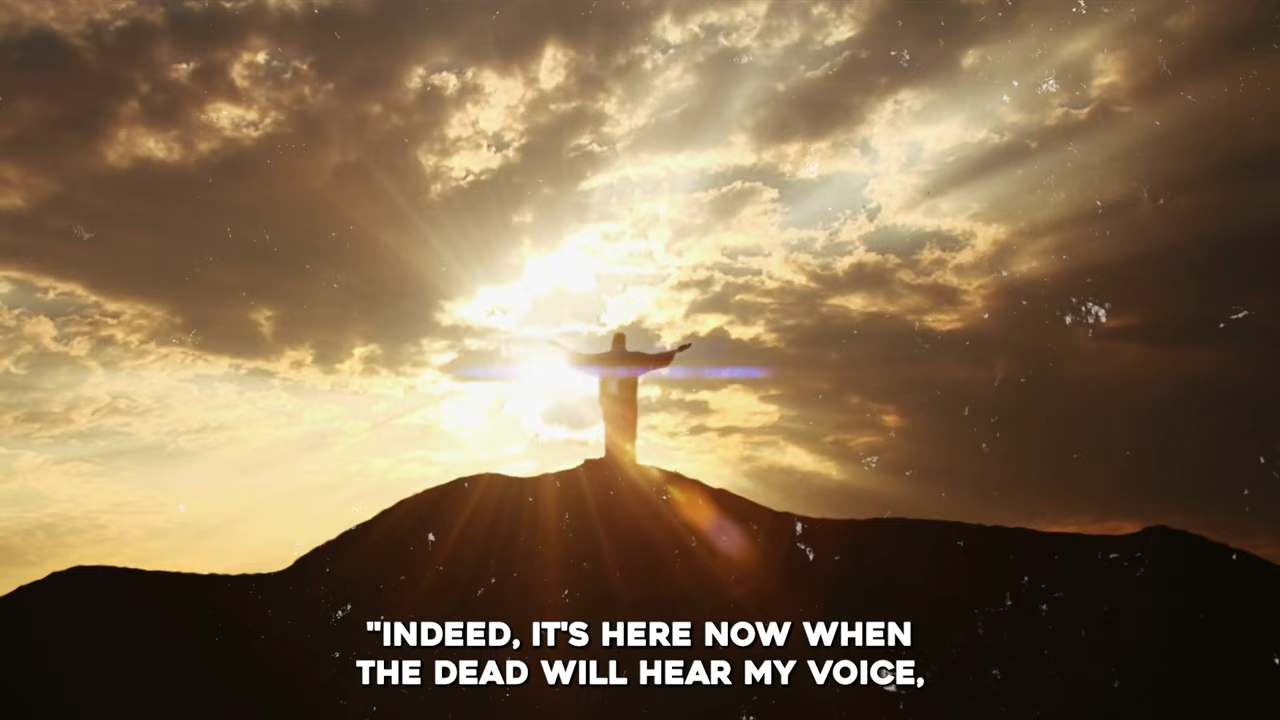 "INDEED, IT'S HERE NOW WHEN
THE DEAD WILL HEAR MY VOICE,